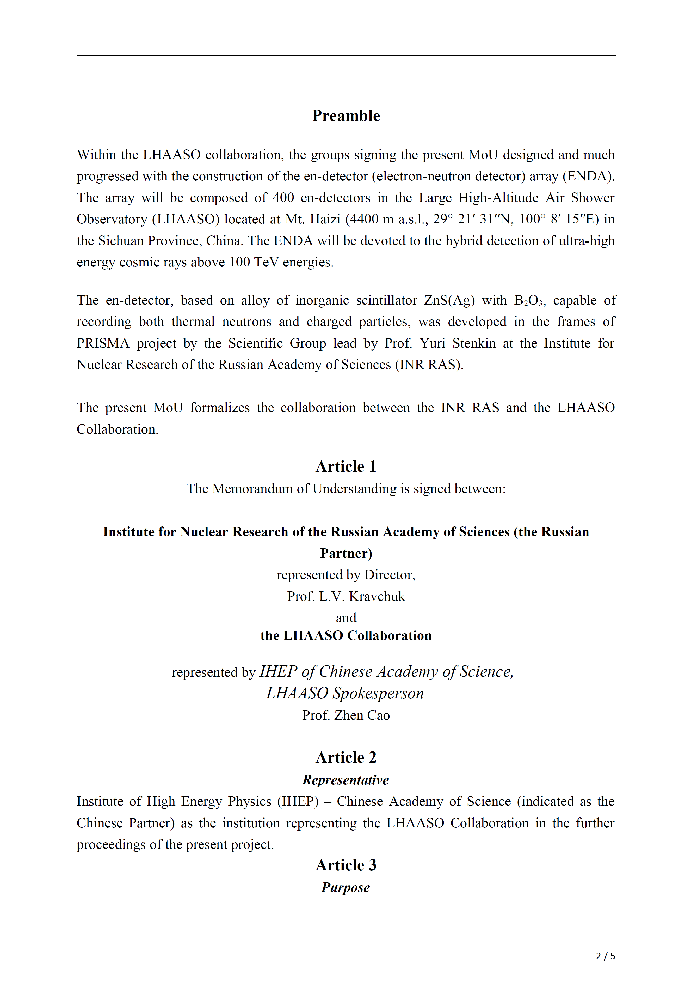 Preamble
Within the LHAASO collaboration, the groups signing the present MoU designed and much
progressed with the construction of the en-detector (electron-neutron detector) array (ENDA).
The array will be composed of 400 en-detectors in the Large High-Altitude Air Shower
Observatory (LHAASO) located at Mt. Haizi (4400 m a.s.l., 29° 21′ 31″N, 100° 8′ 15″E) in
the Sichuan Province, China. The ENDA will be devoted to the hybrid detection of ultra-high
energy cosmic rays above 100 TeV energies.
The en-detector, based on alloy of inorganic scintillator ZnS(Ag) with B₂O₃, capable of
recording both thermal neutrons and charged particles, was developed in the frames of
PRISMA project by the Scientific Group lead by Prof. Yuri Stenkin at the Institute for
Nuclear Research of the Russian Academy of Sciences (INR RAS).
The present MoU formalizes the collaboration between the INR RAS and the LHAASO
Collaboration.
Article 1
The Memorandum of Understanding is signed between:
Institute for Nuclear Research of the Russian Academy of Sciences (the Russian
Partner)
represented by Director,
Prof. L.V. Kravchuk
and
the LHAASO Collaboration
represented by IHEP of Chinese Academy of Science,
LHAASO Spokesperson
Prof. Zhen Cao
Article 2
Representative
Institute of High Energy Physics (IHEP) – Chinese Academy of Science (indicated as the
Chinese Partner) as the institution representing the LHAASO Collaboration in the further
proceedings of the present project.
Article 3
Purpose
2 / 5